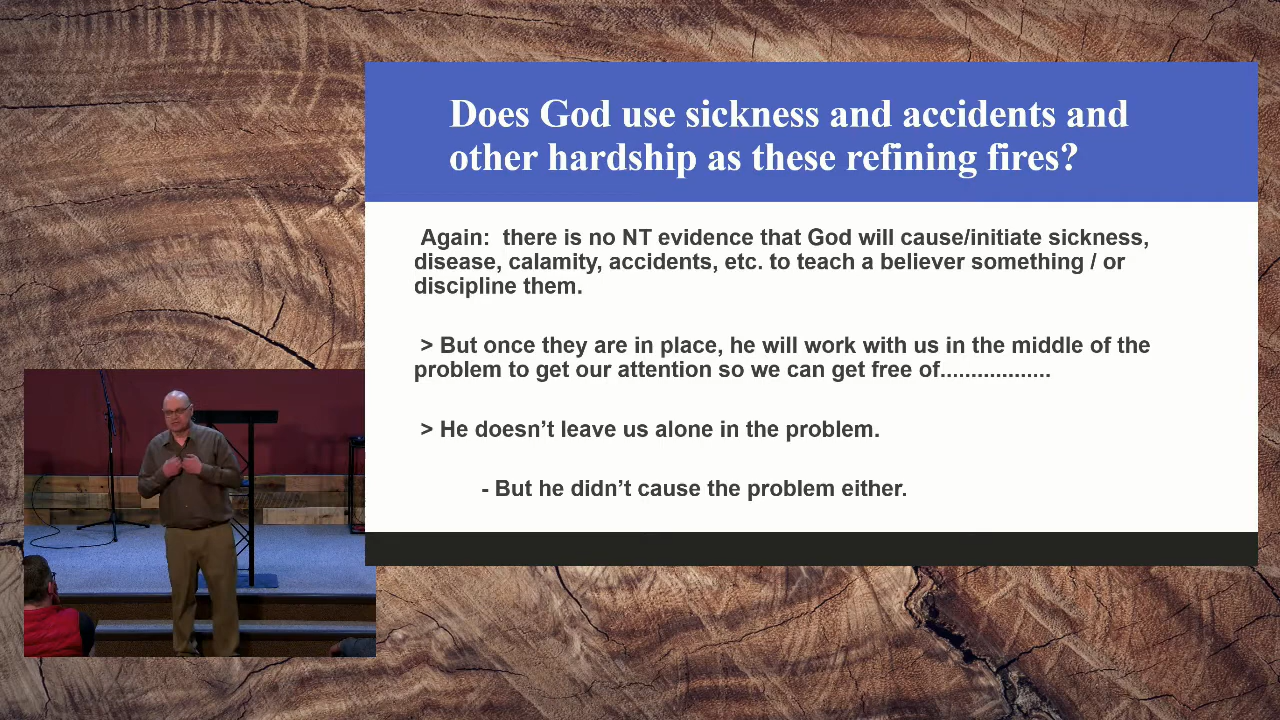 Does God use sickness and accidents and
other hardship as these refining fires?
Again:  there is no NT evidence that God will cause/initiate sickness,
disease, calamity, accidents, etc. to teach a believer something / or
discipline them.
> But once they are in place, he will work with us in the middle of the
problem to get our attention so we can get free of..................
> He doesn’t leave us alone in the problem.
- But he didn’t cause the problem either.